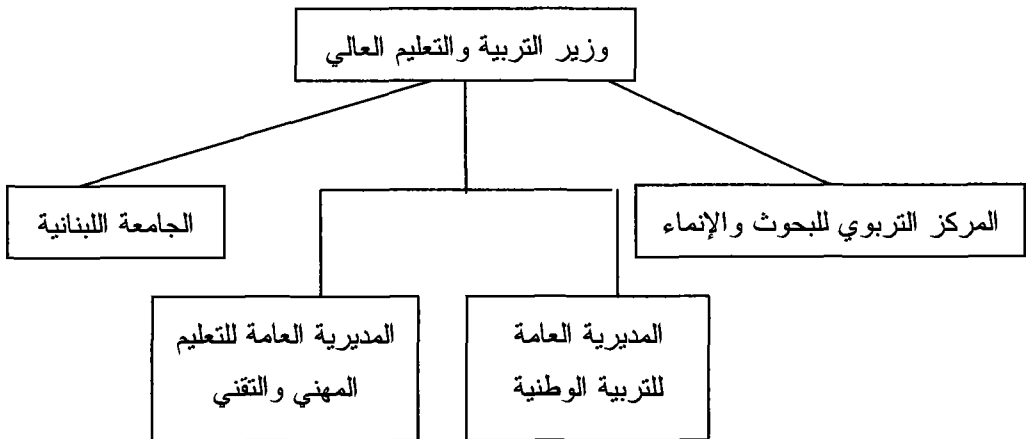 وزير التربية والتعليم العالي
المركز التربوي للبحوث والإنماء
الجامعة اللبنانية
المديرية العامة
للتربية الوطنية
المديرية العامة للتعليم
المهني والتقني